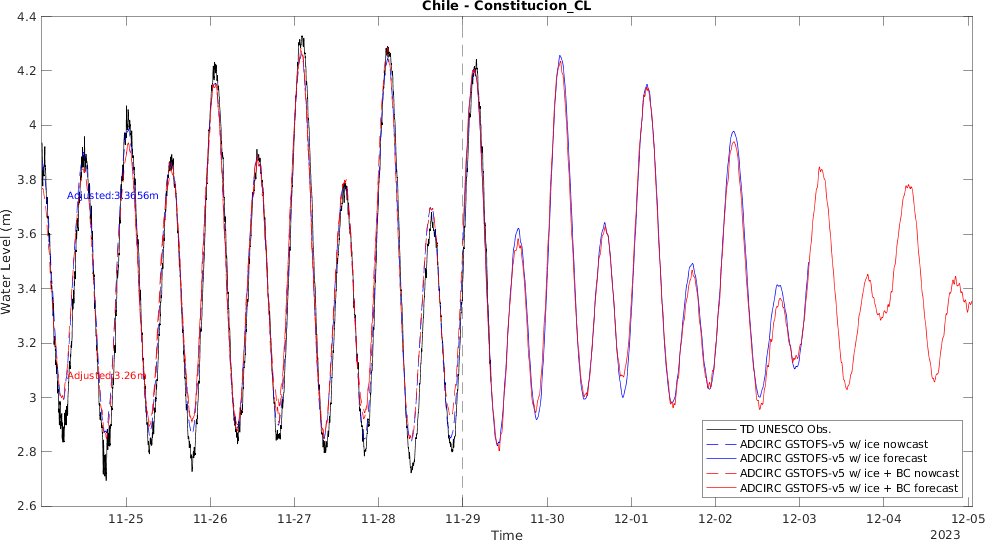 Chile - Constitucion_CL
4.4
4.2
4
3.8
3.6
3.4
3.2
3
2.8
2.6
Water Level (m)
Adjusted:3.3656m
Adjusted:3.26m
TD UNESCO Obs.
ADCIRC GSTOFS-v5 w/ ice nowcast
ADCIRC GSTOFS-v5 w/ ice forecast
ADCIRC GSTOFS-v5 w/ ice + BC nowcast
ADCIRC GSTOFS-v5 w/ ice + BC forecast
11-25 11-26 11-27 11-28 11-29 11-30 12-01 12-02 12-03 12-04 12-05
Time
2023